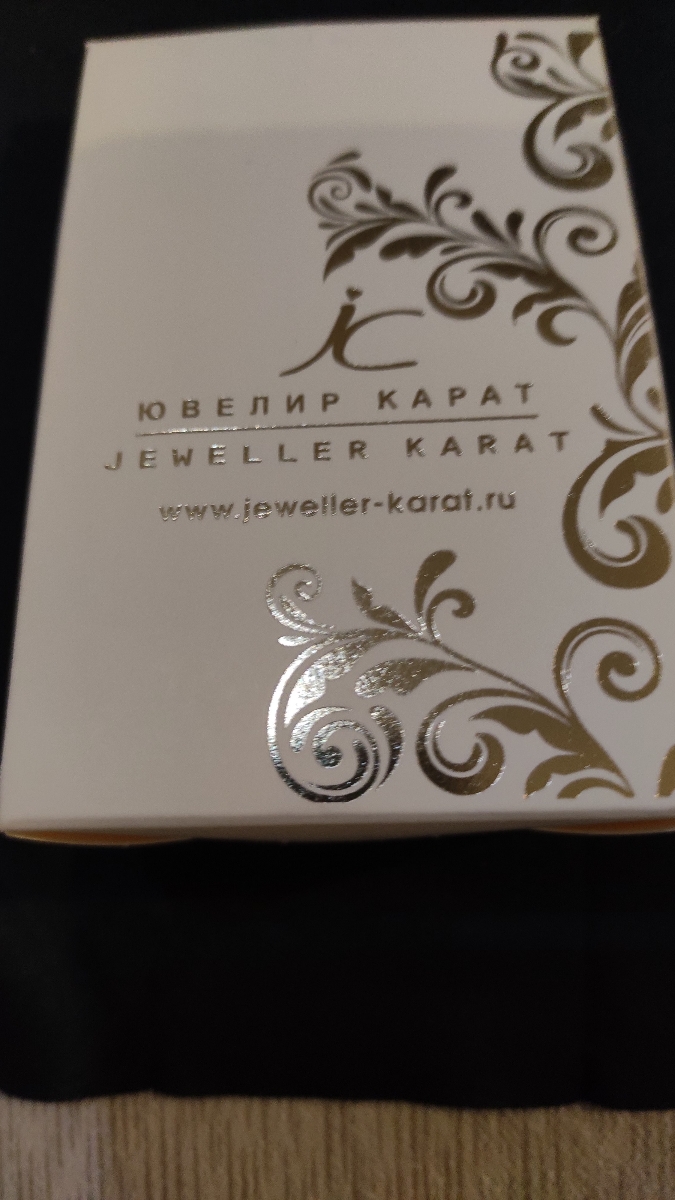 ЮВЕЛИР КАРАТ
JEWELLER KARAT
www.jeweller-karat.ru